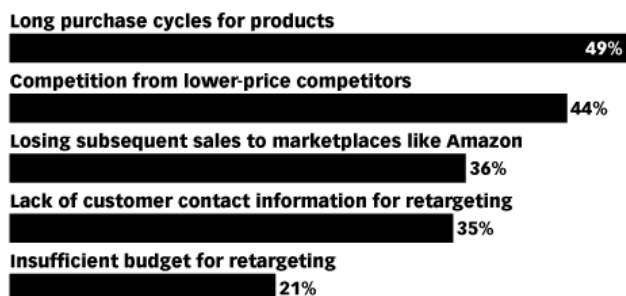 Long purchase cycles for products
49%
Competition from lower-price competitors
44%
Losing subsequent sales to marketplaces like Amazon
36%
Lack of customer contact information for retargeting
35%
Insufficient budget for retargeting
21%